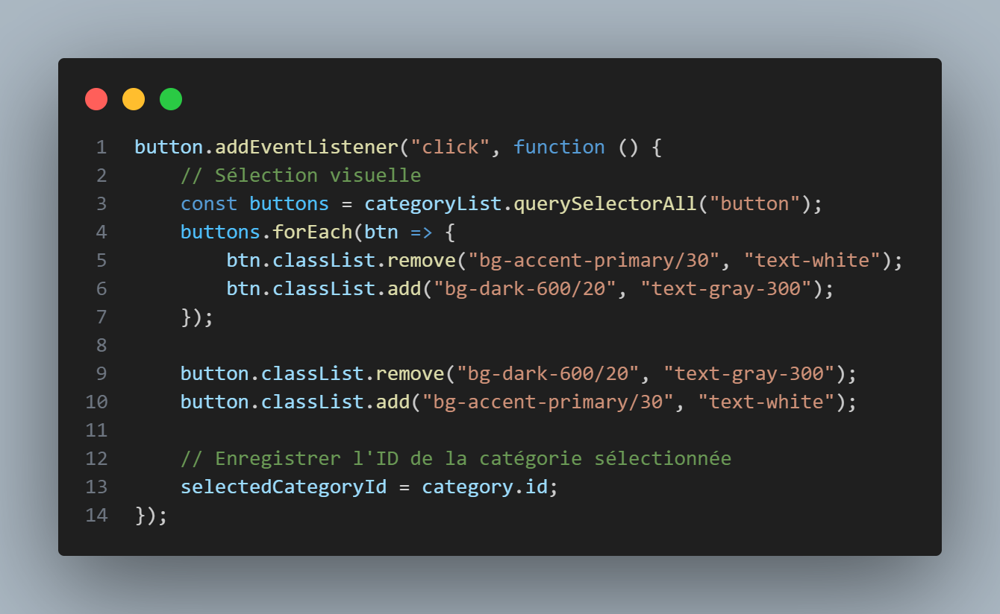 1 button.addEventListener("click", function () {
2     // Sélection visuelle
3     const buttons = categoryList.querySelectorAll("button");
4     buttons.forEach(btn => {
5         btn.classList.remove("bg-accent-primary/30", "text-white");
6         btn.classList.add("bg-dark-600/20", "text-gray-300");
7     });
8
9     button.classList.remove("bg-dark-600/20", "text-gray-300");
10     button.classList.add("bg-accent-primary/30", "text-white");
11
12     // Enregistrer l'ID de la catégorie sélectionnée
13     selectedCategoryId = category.id;
14 });